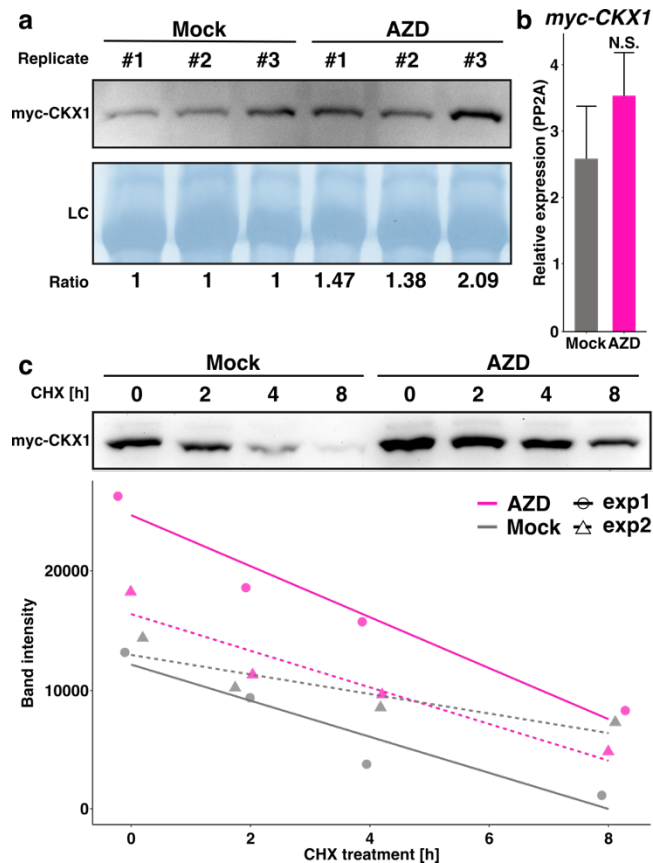 a
Mock AZD
Replicate #1 #2 #3 #1 #2 #3
myc-CKX1
LC
Ratio 1 1 1 1.47 1.38 2.09
b myc-CKX1
N.S.
Relative expression (PP2A)
4
3
2
1
0
Mock AZD
c
Mock AZD
CHX [h] 0 2 4 8 0 2 4 8
myc-CKX1
AZD exp1
Mock exp2
Band intensity
20000
10000
0
0 2 4 6 8
CHX treatment [h]